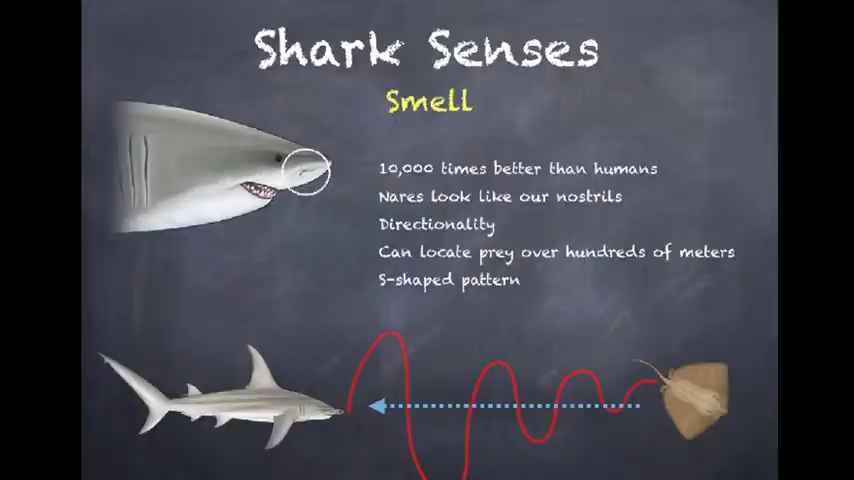 Shark Senses
Smell
10,000 times better than humans
Nares look like our nostrils
Directionality
Can locate prey over hundreds of meters
S-shaped pattern